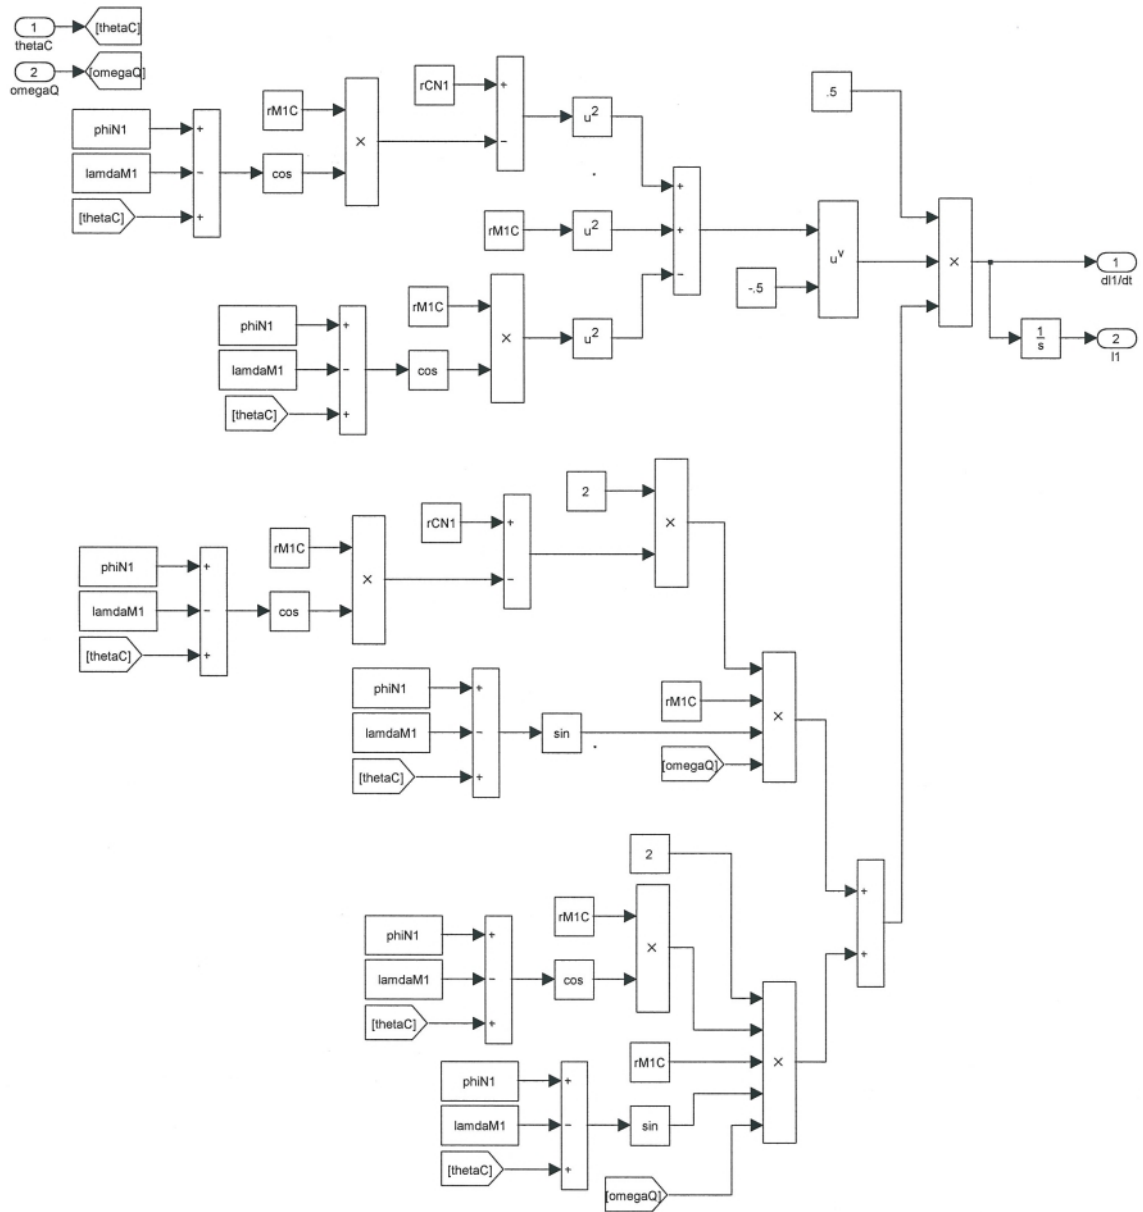 1
thetaC
[thetaC]
2
omegaQ
[omegaQ]
phiN1
lamdaM1
[thetaC]
+
−
+
cos
rM1C
×
rCN1
+
−
u²
rM1C
u²
phiN1
lamdaM1
[thetaC]
+
−
+
cos
rM1C
×
u²
+
+
−
-.5
uᵛ
.5
×
1
dl1/dt
1
s
2
l1
phiN1
lamdaM1
[thetaC]
+
−
+
cos
rM1C
×
rCN1
+
−
2
×
phiN1
lamdaM1
[thetaC]
+
−
+
sin
rM1C
[omegaQ]
×
2
phiN1
lamdaM1
[thetaC]
+
−
+
cos
rM1C
×
rM1C
phiN1
lamdaM1
[thetaC]
+
−
+
sin
[omegaQ]
×
+
+